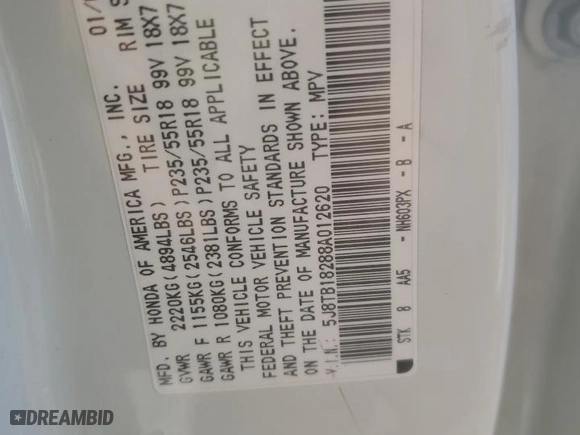 MFD. BY HONDA OF AMERICA MFG., INC. 01/
GVWR 2220KG(4894LBS) TIRE SIZE RIM S
GAWR F 1155KG(2546LBS)P235/55R18 99V 18X7
GAWR R 1080KG(2381LBS)P235/55R18 99V 18X7
THIS VEHICLE CONFORMS TO ALL APPLICABLE
FEDERAL MOTOR VEHICLE SAFETY
AND THEFT PREVENTION STANDARDS IN EFFECT
ON THE DATE OF MANUFACTURE SHOWN ABOVE.
V.I.N.: 5J8TB18288A012620 TYPE: MPV
STK 8 AA5 - NH603PX - B - A
DREAMBID